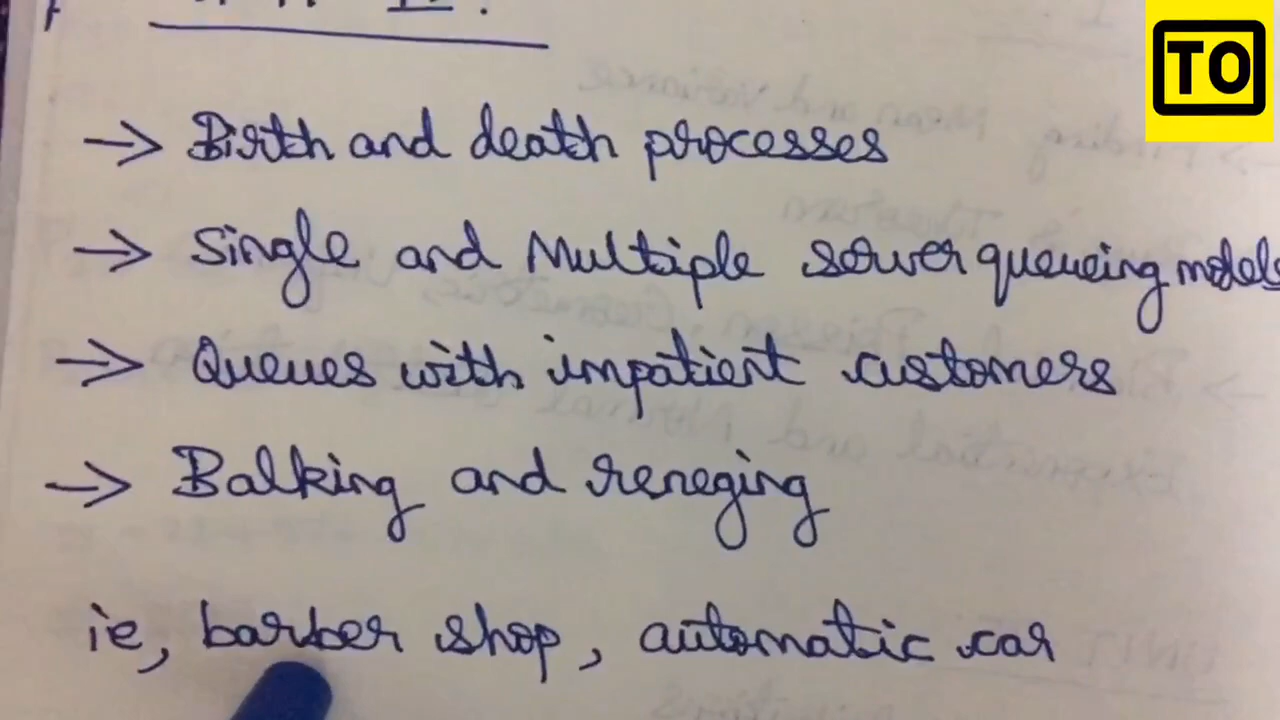 TO
→ Birth and death processes
→ Single and Multiple server queueing models
→ Queues with impatient customers
→ Balking and reneging
ie, barber shop, automatic car